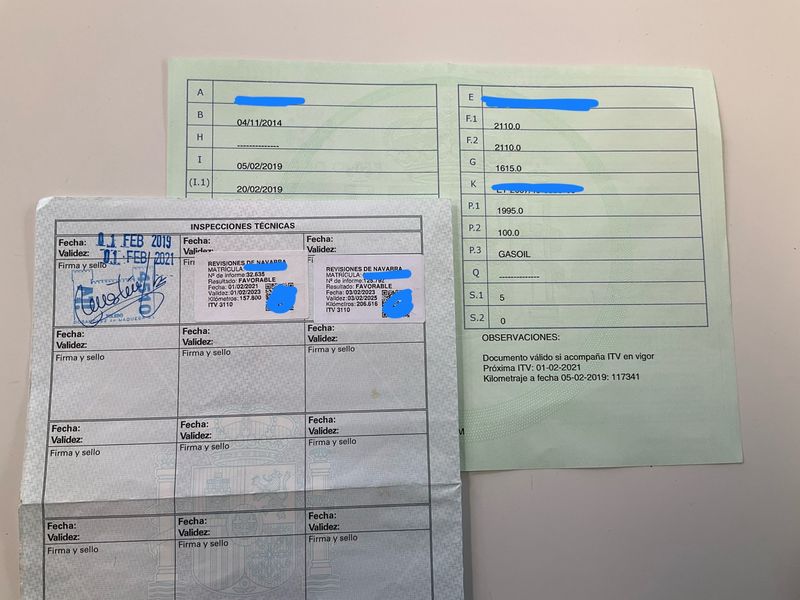 A
B 04/11/2014
H --------------
I 05/02/2019
(I.1) 20/02/2019
E
F.1 2110.0
F.2 2110.0
G 1615.0
K
P.1 1995.0
P.2 100.0
P.3 GASOIL
Q --------------
S.1 5
S.2 0
OBSERVACIONES:
Documento válido si acompaña ITV en vigor
Próxima ITV: 01-02-2021
Kilometraje a fecha 05-02-2019: 117341
INSPECCIONES TÉCNICAS
Fecha: 01 FEB 2019
Validez: 01 FEB/ 2021
Firma y sello
4540
TOLEDO
Fecha:
Validez:
Fir
REVISIONES DE NAVARRA
MATRÍCULA:
Nº de informe:32.635
Resultado: FAVORABLE
Fecha: 01/02/2021
Validez: 01/02/2023
Kilómetros: 157.800
ITV 3110
Fecha:
Validez:
REVISIONES DE NAVARRA
MATRÍCULA:
Nº de informe:
Resultado: FAVORABLE
Fecha: 03/02/2023
Validez: 03/02/2025
Kilómetros: 206.616
ITV 3110
Fecha: Fecha: Fecha:
Validez: Validez: Validez:
Firma y sello Firma y sello Firma y sello
Fecha: Fecha: Fecha:
Validez: Validez: Validez:
Firma y sello Firma y sello Firma y sello
Fecha: Fecha: Fecha:
Validez: Validez: Validez:
Firma y sello Firma y sello Firma y sello